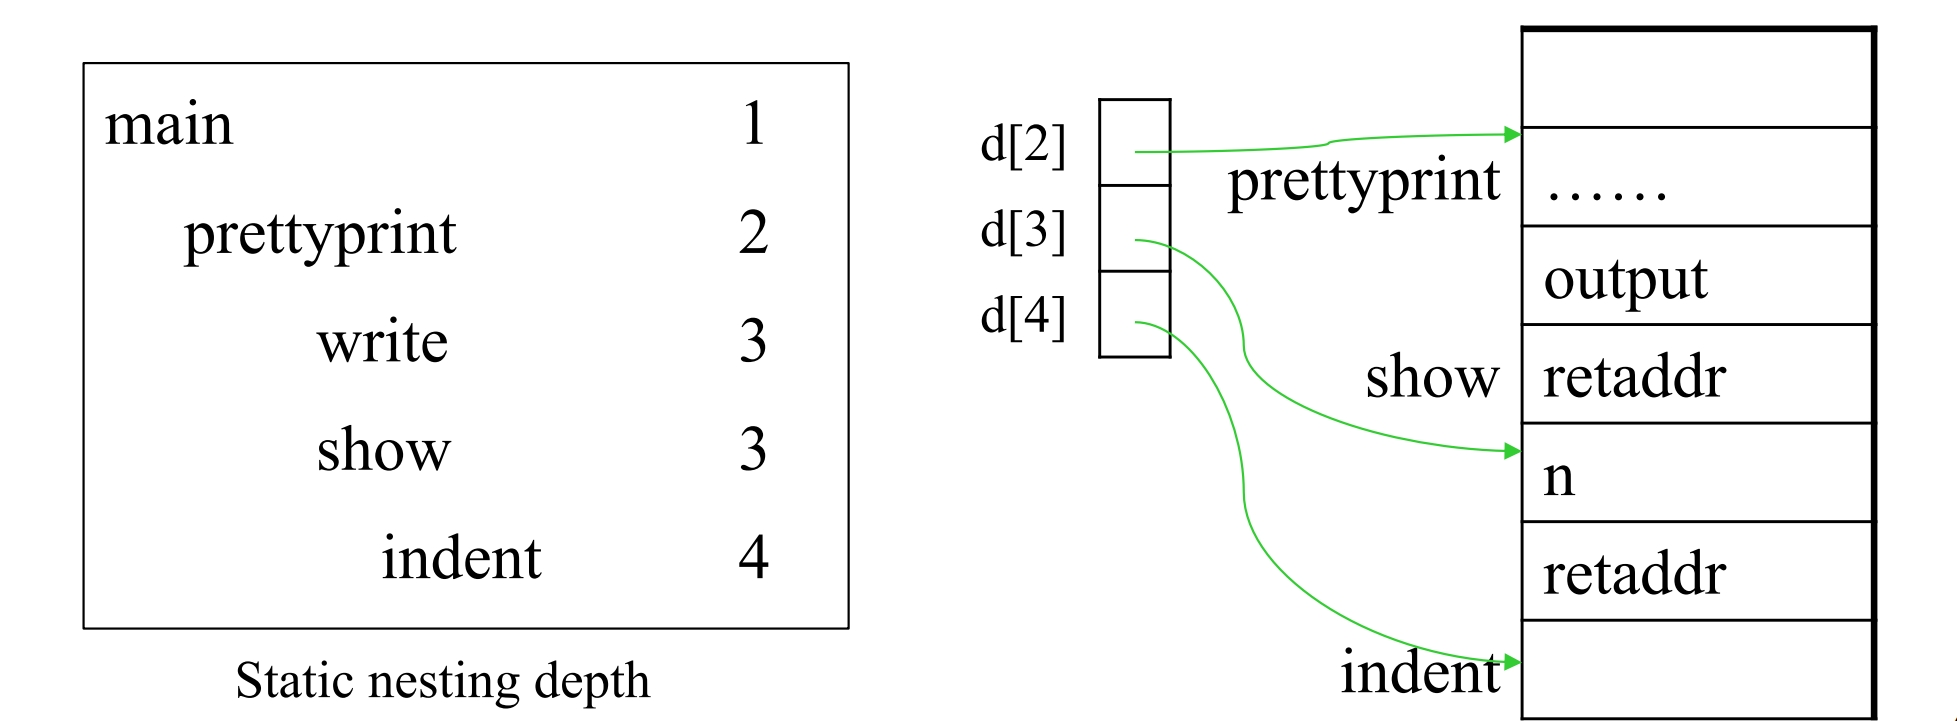 main 1
prettyprint 2
write 3
show 3
indent 4
Static nesting depth
d[2]
d[3]
d[4]
prettyprint
show
indent
……
output
retaddr
n
retaddr